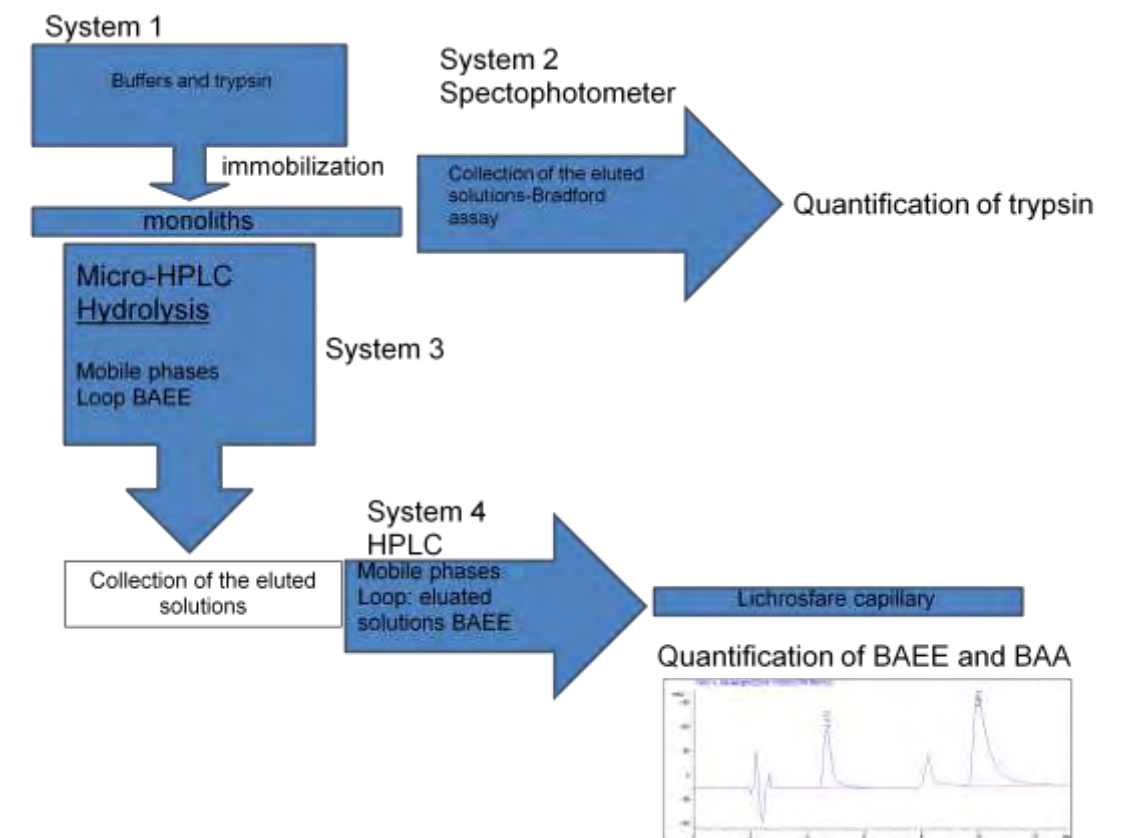 System 1
Buffers and trypsin
immobilization
monoliths
System 2
Spectophotometer
Collection of the eluted
solutions-Bradford
assay
Quantification of trypsin
Micro-HPLC
Hydrolysis
Mobile phases
Loop BAEE
System 3
Collection of the eluted
solutions
System 4
HPLC
Mobile phases
Loop: eluated
solutions BAEE
Lichrosfare capillary
Quantification of BAEE and BAA